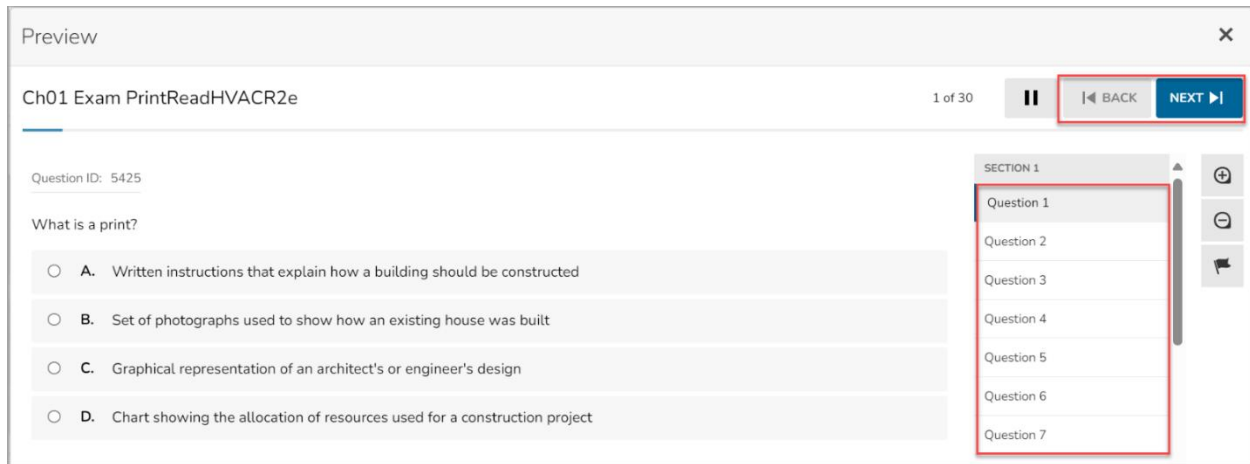 Preview
Ch01 Exam PrintReadHVACR2e
1 of 30
BACK
NEXT
Question ID: 5425
What is a print?
A. Written instructions that explain how a building should be constructed
B. Set of photographs used to show how an existing house was built
C. Graphical representation of an architect's or engineer's design
D. Chart showing the allocation of resources used for a construction project
SECTION 1
Question 1
Question 2
Question 3
Question 4
Question 5
Question 6
Question 7